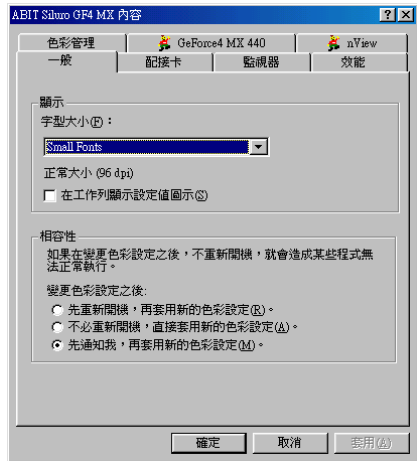 ABIT Siluro GF4 MX 內容
色彩管理 GeForce4 MX 440 nView
一般 配接卡 監視器 效能
顯示
字型大小(F)：
Small Fonts
正常大小 (96 dpi)
在工作列顯示設定值圖示(S)
相容性
如果在變更色彩設定之後，不重新開機，就會造成某些程式無
法正常執行。
變更色彩設定之後:
先重新開機，再套用新的色彩設定(R)。
不必重新開機，直接套用新的色彩設定(A)。
先通知我，再套用新的色彩設定(M)。
確定 取消 套用(A)